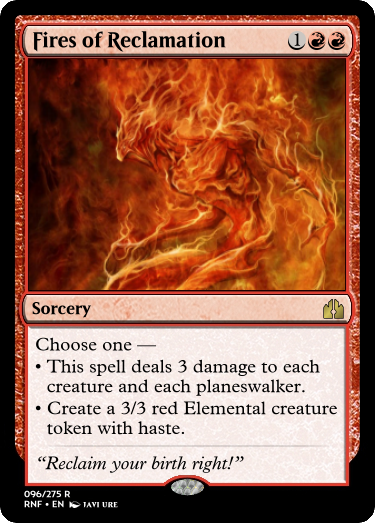 Fires of Reclamation 1
Sorcery
Choose one —
• This spell deals 3 damage to each
creature and each planeswalker.
• Create a 3/3 red Elemental creature
token with haste.
“Reclaim your birth right!”
096/275 R
RNF • EN JAVI URE